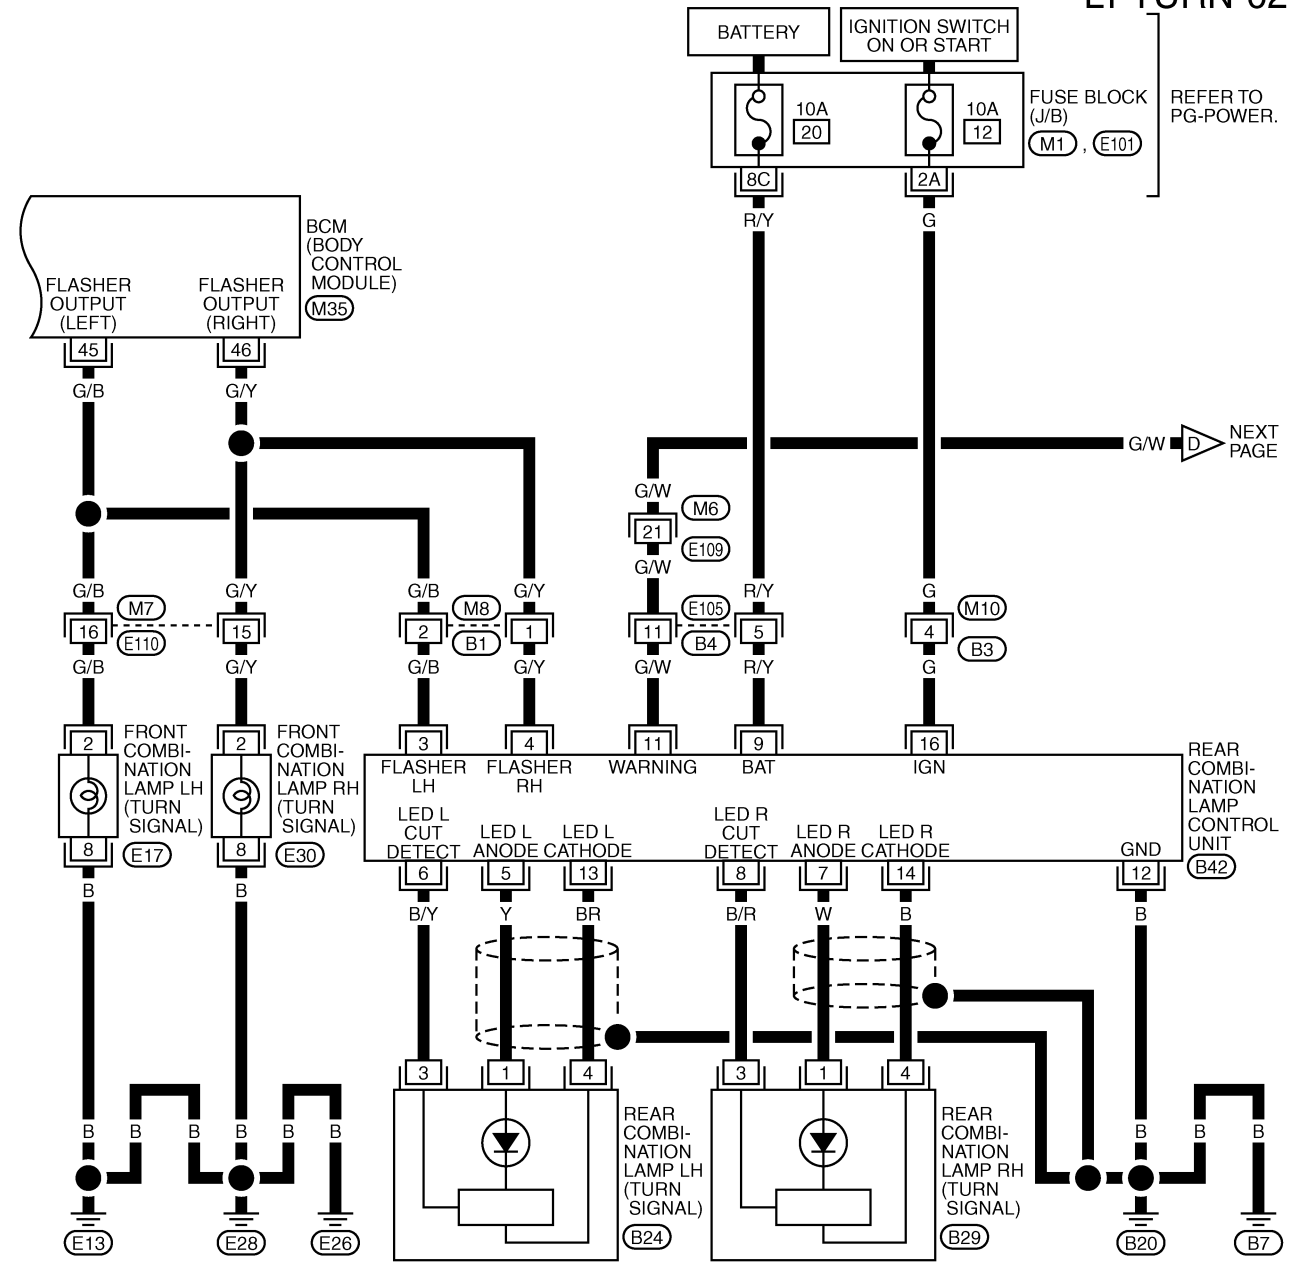 BATTERY
IGNITION SWITCH
ON OR START
10A
20
10A
12
FUSE BLOCK
(J/B)
M1 , E101
REFER TO
PG-POWER.
8C
2A
R/Y
G
BCM
(BODY
CONTROL
MODULE)
M35
FLASHER
OUTPUT
(LEFT)
FLASHER
OUTPUT
(RIGHT)
45
46
G/B
G/Y
G/W
D
NEXT
PAGE
G/W
21
M6
E109
G/W
G/B
G/Y
G/B
G/Y
R/Y
G
16
M7
E110
15
2
M8
B1
1
11
E105
B4
5
4
M10
B3
G/B
G/Y
G/B
G/Y
G/W
R/Y
G
2
FRONT
COMBI-
NATION
LAMP LH
(TURN
SIGNAL)
E17
8
2
FRONT
COMBI-
NATION
LAMP RH
(TURN
SIGNAL)
E30
8
3
4
11
9
16
FLASHER
LH
FLASHER
RH
WARNING
BAT
IGN
REAR
COMBI-
NATION
LAMP
CONTROL
UNIT
B42
LED L
CUT
DETECT
LED L
ANODE
LED L
CATHODE
LED R
CUT
DETECT
LED R
ANODE
LED R
CATHODE
GND
6
5
13
8
7
14
12
B
B
B/Y
Y
BR
B/R
W
B
B
3
1
4
3
1
4
REAR
COMBI-
NATION
LAMP LH
(TURN
SIGNAL)
B24
REAR
COMBI-
NATION
LAMP RH
(TURN
SIGNAL)
B29
B
B
B
B
B
B
B
B
B
E13
E28
E26
B20
B7